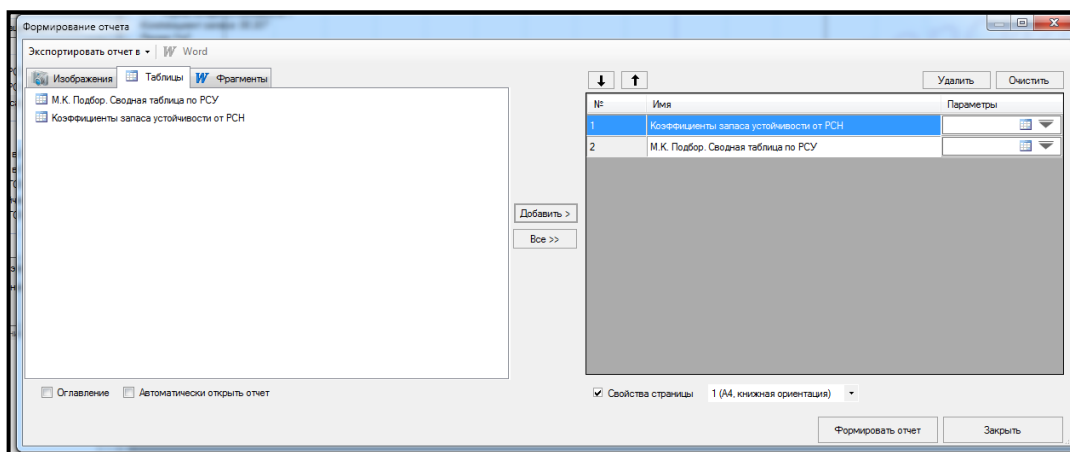 Формирование отчета
Экспортировать отчет в W Word
Изображения Таблицы W Фрагменты
Удалить Очистить
М.К. Подбор. Сводная таблица по РСУ
Коэффициенты запаса устойчивости от РСН
№ Имя Параметры
1 Коэффициенты запаса устойчивости от РСН
2 М.К. Подбор. Сводная таблица по РСУ
Добавить >
Все >>
Оглавление Автоматически открыть отчет
Свойства страницы 1 (А4, книжная ориентация)
Формировать отчет Закрыть